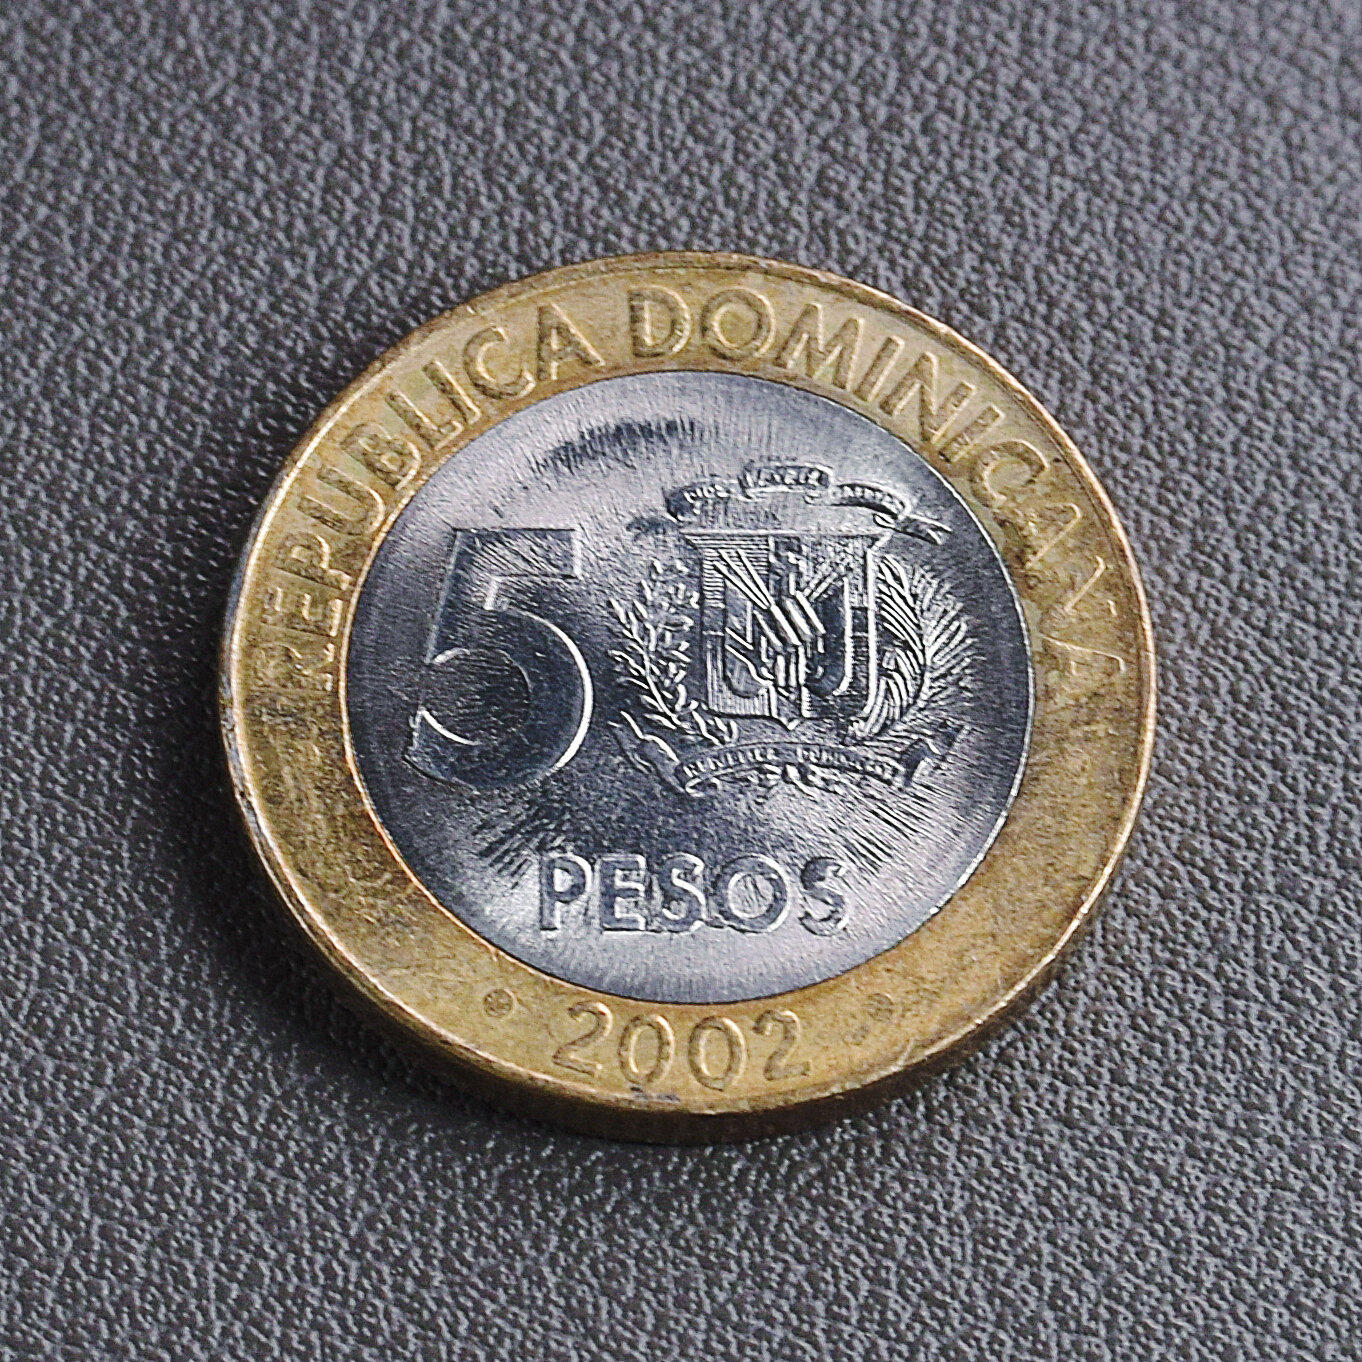 REPUBLICA DOMINICANA
5
PESOS
• 2002 •